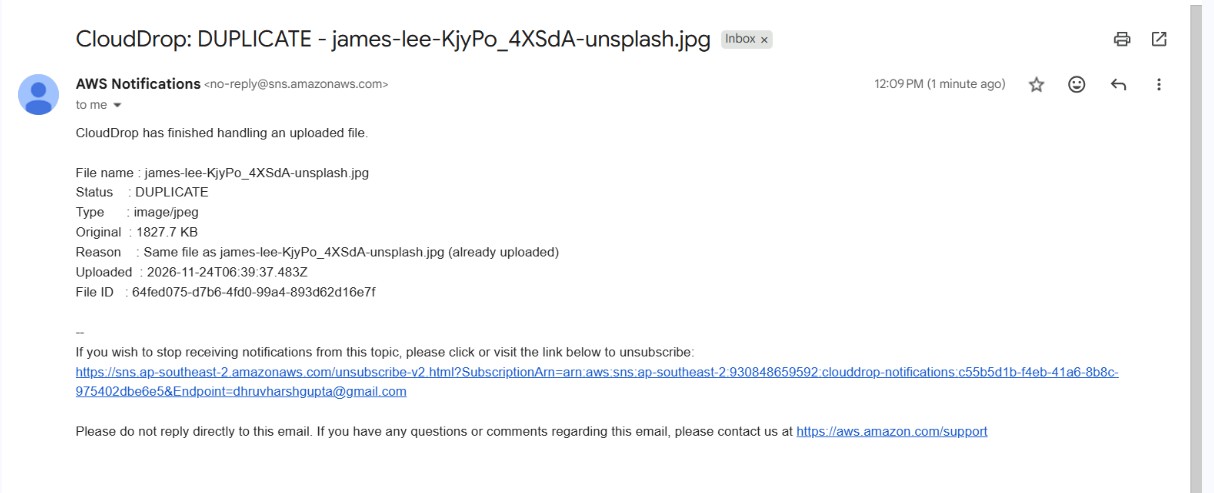 CloudDrop: DUPLICATE - james-lee-KjyPo_4XSdA-unsplash.jpg Inbox x
AWS Notifications <no-reply@sns.amazonaws.com> 12:09 PM (1 minute ago)
to me
CloudDrop has finished handling an uploaded file.
File name : james-lee-KjyPo_4XSdA-unsplash.jpg
Status : DUPLICATE
Type : image/jpeg
Original : 1827.7 KB
Reason : Same file as james-lee-KjyPo_4XSdA-unsplash.jpg (already uploaded)
Uploaded : 2026-11-24T06:39:37.483Z
File ID : 64fed075-d7b6-4fd0-99a4-893d62d16e7f
--
If you wish to stop receiving notifications from this topic, please click or visit the link below to unsubscribe:
https://sns.ap-southeast-2.amazonaws.com/unsubscribe-v2.html?SubscriptionArn=arn:aws:sns:ap-southeast-2:930848659592:clouddrop-notifications:c55b5d1b-f4eb-41a6-8b8c-
975402dbe6e5&Endpoint=dhruvharshgupta@gmail.com
Please do not reply directly to this email. If you have any questions or comments regarding this email, please contact us at https://aws.amazon.com/support